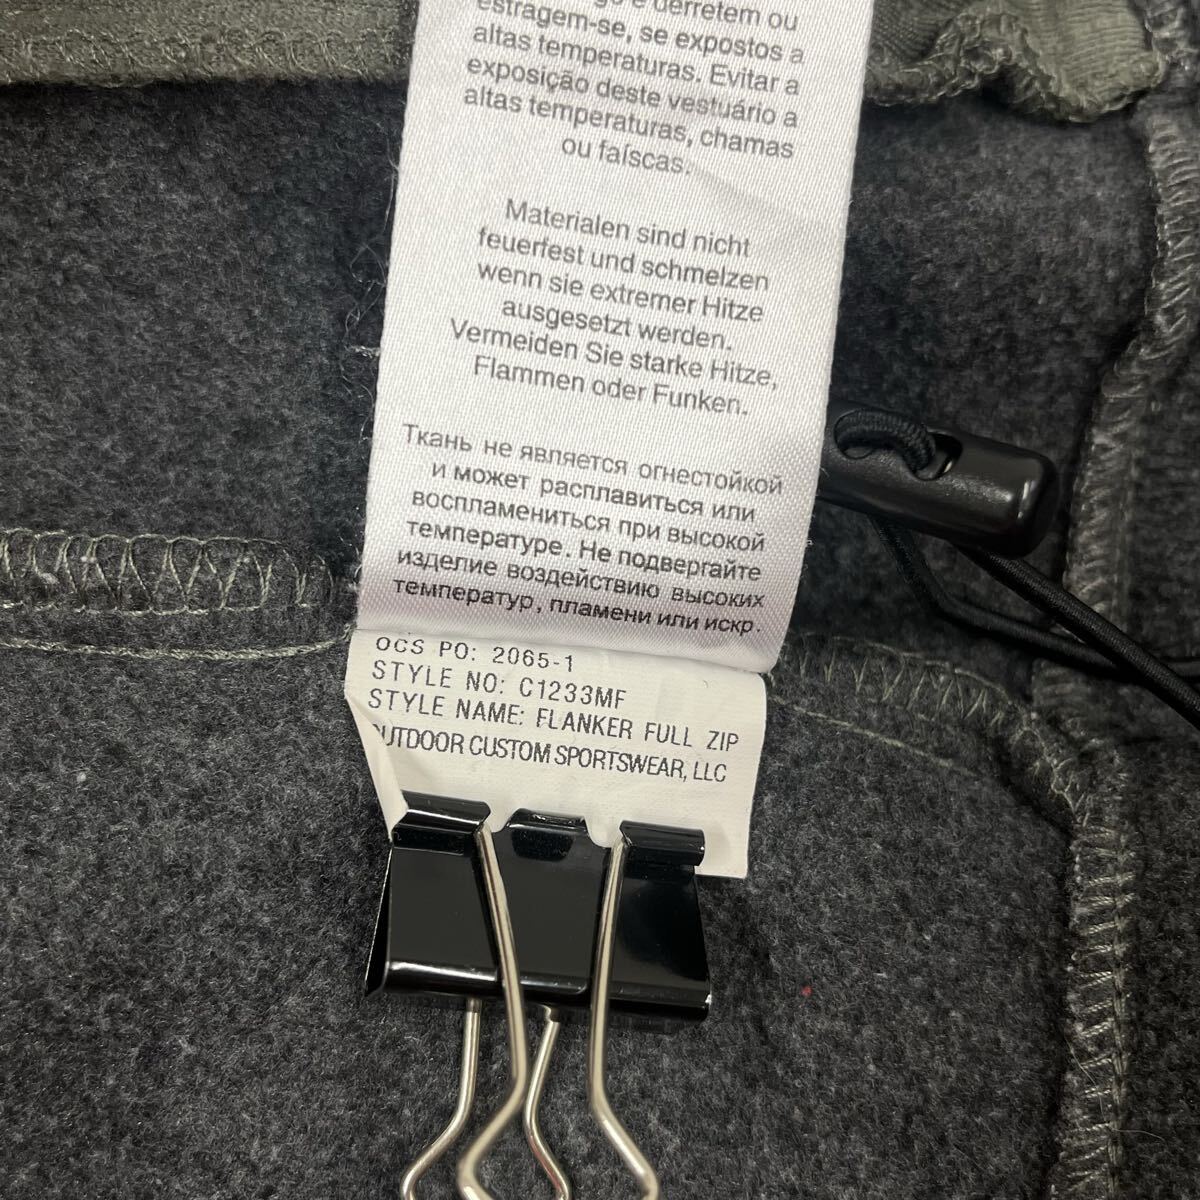 e derretem ou
estragem-se, se expostos a
altas temperaturas. Evitar a
exposição deste vestuário a
altas temperaturas, chamas
ou faíscas.
Materialen sind nicht
feuerfest und schmelzen
wenn sie extremer Hitze
ausgesetzt werden.
Vermeiden Sie starke Hitze,
Flammen oder Funken.
Ткань не является огнестойкой
и может расплавиться или
воспламениться при высокой
температуре. Не подвергайте
изделие воздействию высоких
температур, пламени или искр.
OCS PO: 2065-1
STYLE NO: C1233MF
STYLE NAME: FLANKER FULL ZIP
OUTDOOR CUSTOM SPORTSWEAR, LLC